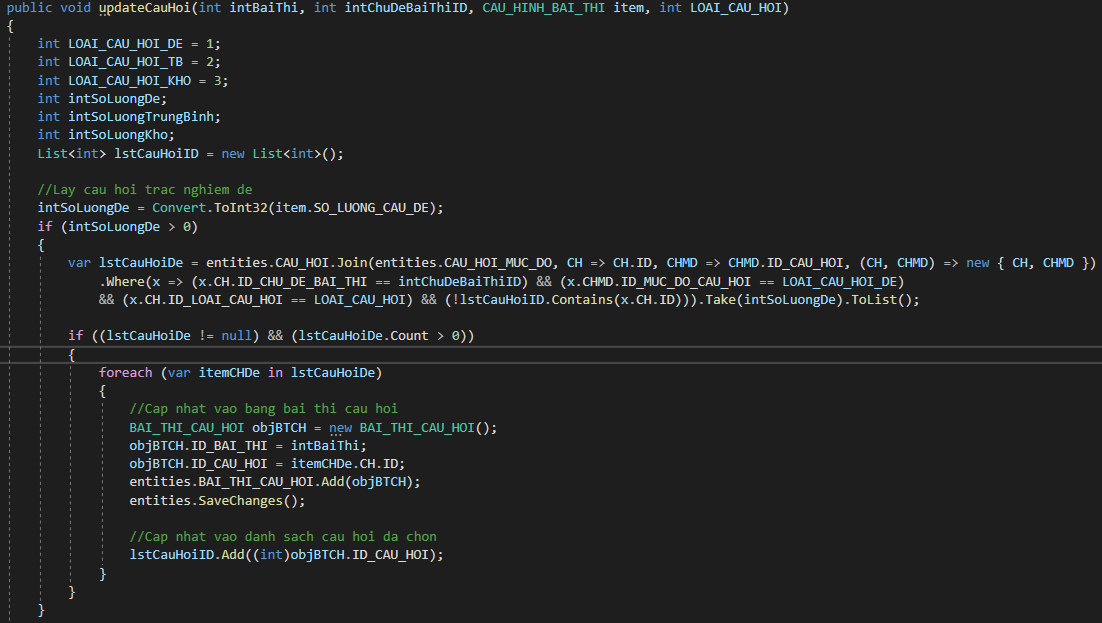 public void updateCauHoi(int intBaiThi, int intChuDeBaiThiID, CAU_HINH_BAI_THI item, int LOAI_CAU_HOI)
{
int LOAI_CAU_HOI_DE = 1;
int LOAI_CAU_HOI_TB = 2;
int LOAI_CAU_HOI_KHO = 3;
int intSoLuongDe;
int intSoLuongTrungBinh;
int intSoLuongKho;
List<int> lstCauHoiID = new List<int>();
//Lay cau hoi trac nghiem de
intSoLuongDe = Convert.ToInt32(item.SO_LUONG_CAU_DE);
if (intSoLuongDe > 0)
{
var lstCauHoiDe = entities.CAU_HOI.Join(entities.CAU_HOI_MUC_DO, CH => CH.ID, CHMD => CHMD.ID_CAU_HOI, (CH, CHMD) => new { CH, CHMD })
.Where(x => (x.CH.ID_CHU_DE_BAI_THI == intChuDeBaiThiID) && (x.CHMD.ID_MUC_DO_CAU_HOI == LOAI_CAU_HOI_DE)
&& (x.CH.ID_LOAI_CAU_HOI == LOAI_CAU_HOI) && (!lstCauHoiID.Contains(x.CH.ID))).Take(intSoLuongDe).ToList();
if ((lstCauHoiDe != null) && (lstCauHoiDe.Count > 0))
{
foreach (var itemCHDe in lstCauHoiDe)
{
//Cap nhat vao bang bai thi cau hoi
BAI_THI_CAU_HOI objBTCH = new BAI_THI_CAU_HOI();
objBTCH.ID_BAI_THI = intBaiThi;
objBTCH.ID_CAU_HOI = itemCHDe.CH.ID;
entities.BAI_THI_CAU_HOI.Add(objBTCH);
entities.SaveChanges();
//Cap nhat vao danh sach cau hoi da chon
lstCauHoiID.Add((int)objBTCH.ID_CAU_HOI);
}
}
}